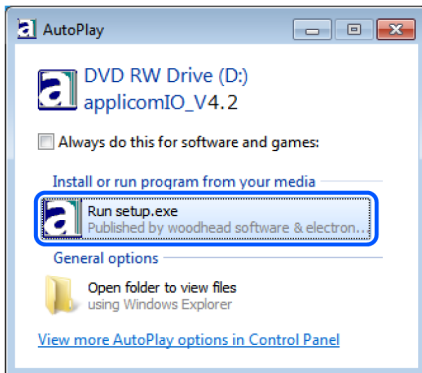 AutoPlay
DVD RW Drive (D:)
applicomIO_V4.2
Always do this for software and games:
Install or run program from your media
Run setup.exe
Published by woodhead software & electron...
General options
Open folder to view files
using Windows Explorer
View more AutoPlay options in Control Panel